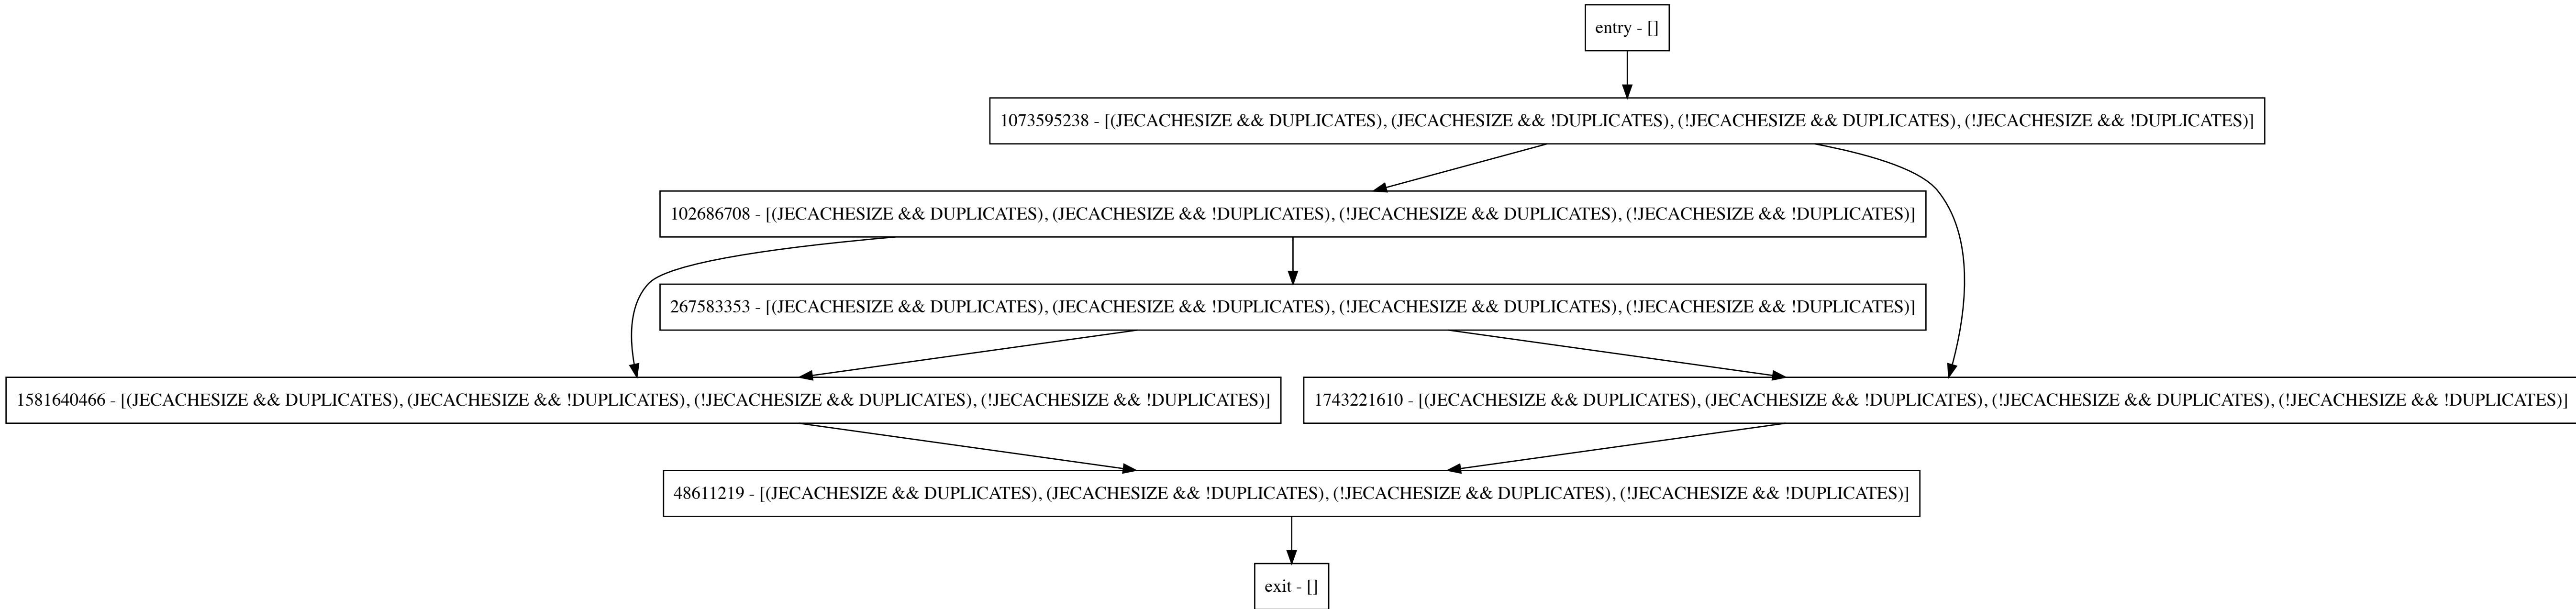 entry - []
1073595238 - [(JECACHESIZE && DUPLICATES), (JECACHESIZE && !DUPLICATES), (!JECACHESIZE && DUPLICATES), (!JECACHESIZE && !DUPLICATES)]
102686708 - [(JECACHESIZE && DUPLICATES), (JECACHESIZE && !DUPLICATES), (!JECACHESIZE && DUPLICATES), (!JECACHESIZE && !DUPLICATES)]
267583353 - [(JECACHESIZE && DUPLICATES), (JECACHESIZE && !DUPLICATES), (!JECACHESIZE && DUPLICATES), (!JECACHESIZE && !DUPLICATES)]
1581640466 - [(JECACHESIZE && DUPLICATES), (JECACHESIZE && !DUPLICATES), (!JECACHESIZE && DUPLICATES), (!JECACHESIZE && !DUPLICATES)]
1743221610 - [(JECACHESIZE && DUPLICATES), (JECACHESIZE && !DUPLICATES), (!JECACHESIZE && DUPLICATES), (!JECACHESIZE && !DUPLICATES)]
48611219 - [(JECACHESIZE && DUPLICATES), (JECACHESIZE && !DUPLICATES), (!JECACHESIZE && DUPLICATES), (!JECACHESIZE && !DUPLICATES)]
exit - []